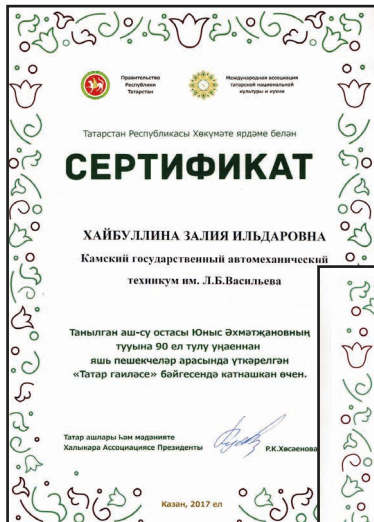 Правительство
Республики
Татарстан
Международная ассоциация
татарской национальной
культуры и кухни
Татарстан Республикасы Хөкүмәте ярдәме белән
СЕРТИФИКАТ
ХАЙБУЛЛИНА ЗАЛИЯ ИЛЬДАРОВНА
Камский государственный автомеханический
техникум им. Л.Б.Васильева
Танылган аш-су остасы Юныс Әхмәтҗановның
тууына 90 ел тулу уңаеннан
яшь пешекчеләр арасында үткәрелгән
«Татар гаиләсе» бәйгесендә катнашкан өчен.
Татар ашлары һәм мәдәнияте
Халыкара Ассоциациясе Президенты
Р.К.Хөсаенова
Казан, 2017 ел